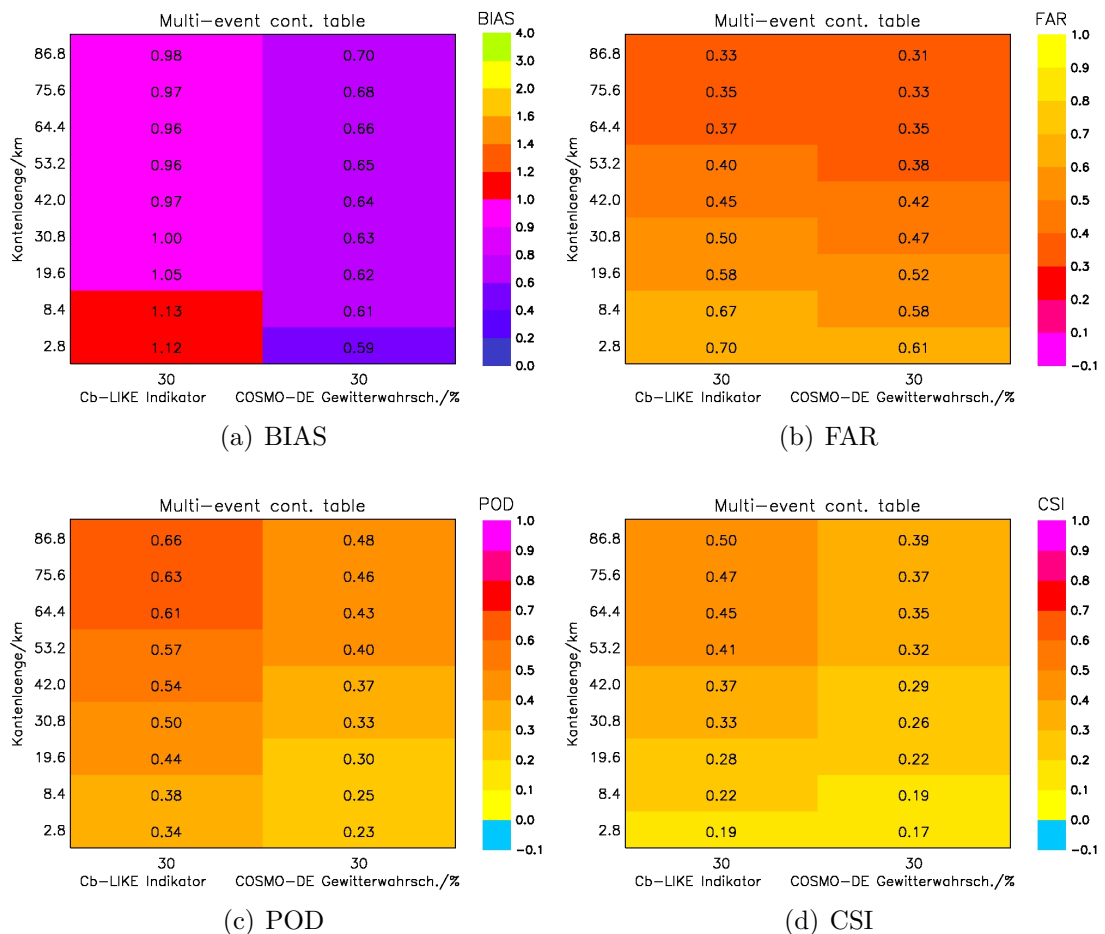 Multi-event cont. table
BIAS
Kantenlaenge/km
86.8 0.98 0.70
75.6 0.97 0.68
64.4 0.96 0.66
53.2 0.96 0.65
42.0 0.97 0.64
30.8 1.00 0.63
19.6 1.05 0.62
8.4 1.13 0.61
2.8 1.12 0.59
30 30
Cb-LIKE Indikator COSMO-DE Gewitterwahrsch./%
4.0
2.0
1.6
1.4
1.2
1.0
0.9
0.8
0.6
0.4
0.2
0.0
(a) BIAS
Multi-event cont. table
FAR
Kantenlaenge/km
86.8 0.33 0.31
75.6 0.35 0.33
64.4 0.37 0.35
53.2 0.40 0.38
42.0 0.45 0.42
30.8 0.50 0.47
19.6 0.58 0.52
8.4 0.67 0.58
2.8 0.70 0.61
30 30
Cb-LIKE Indikator COSMO-DE Gewitterwahrsch./%
1.0
0.9
0.8
0.7
0.6
0.5
0.4
0.3
0.2
0.1
-0.1
(b) FAR
Multi-event cont. table
POD
Kantenlaenge/km
86.8 0.66 0.48
75.6 0.63 0.46
64.4 0.61 0.43
53.2 0.57 0.40
42.0 0.54 0.37
30.8 0.50 0.33
19.6 0.44 0.30
8.4 0.38 0.25
2.8 0.34 0.23
30 30
Cb-LIKE Indikator COSMO-DE Gewitterwahrsch./%
1.0
0.9
0.8
0.7
0.6
0.5
0.4
0.3
0.2
0.1
0.0
-0.1
(c) POD
Multi-event cont. table
CSI
Kantenlaenge/km
86.8 0.50 0.39
75.6 0.47 0.37
64.4 0.45 0.35
53.2 0.41 0.32
42.0 0.37 0.29
30.8 0.33 0.26
19.6 0.28 0.22
8.4 0.22 0.19
2.8 0.19 0.17
30 30
Cb-LIKE Indikator COSMO-DE Gewitterwahrsch./%
1.0
0.9
0.8
0.7
0.6
0.5
0.4
0.3
0.2
0.1
0.0
-0.1
(d) CSI